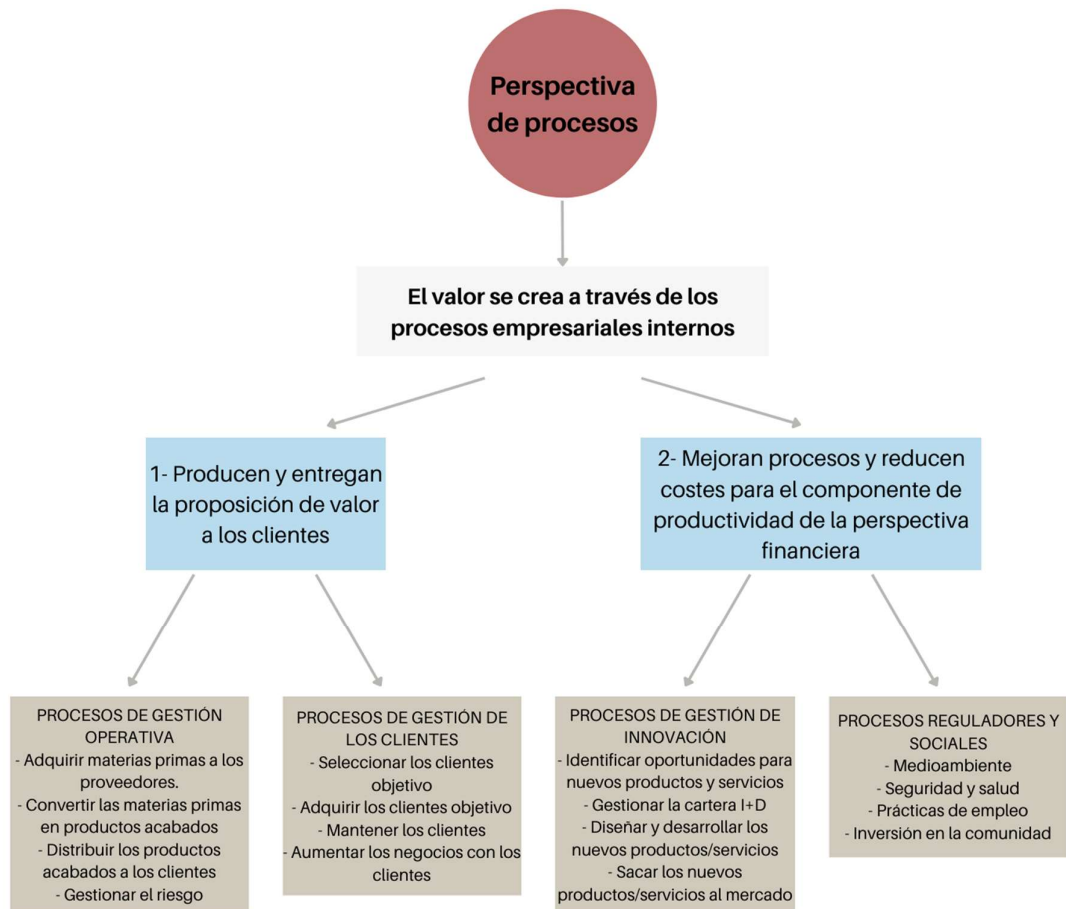 Perspectiva
de procesos
El valor se crea a través de los
procesos empresariales internos
1- Producen y entregan
la proposición de valor
a los clientes
2- Mejoran procesos y reducen
costes para el componente de
productividad de la perspectiva
financiera
PROCESOS DE GESTIÓN
OPERATIVA
- Adquirir materias primas a los
proveedores.
- Convertir las materias primas
en productos acabados
- Distribuir los productos
acabados a los clientes
- Gestionar el riesgo
PROCESOS DE GESTIÓN DE
LOS CLIENTES
- Seleccionar los clientes
objetivo
- Adquirir los clientes objetivo
- Mantener los clientes
- Aumentar los negocios con los
clientes
PROCESOS DE GESTIÓN DE
INNOVACIÓN
- Identificar oportunidades para
nuevos productos y servicios
- Gestionar la cartera I+D
- Diseñar y desarrollar los
nuevos productos/servicios
- Sacar los nuevos
productos/servicios al mercado
PROCESOS REGULADORES Y
SOCIALES
- Medioambiente
- Seguridad y salud
- Prácticas de empleo
- Inversión en la comunidad